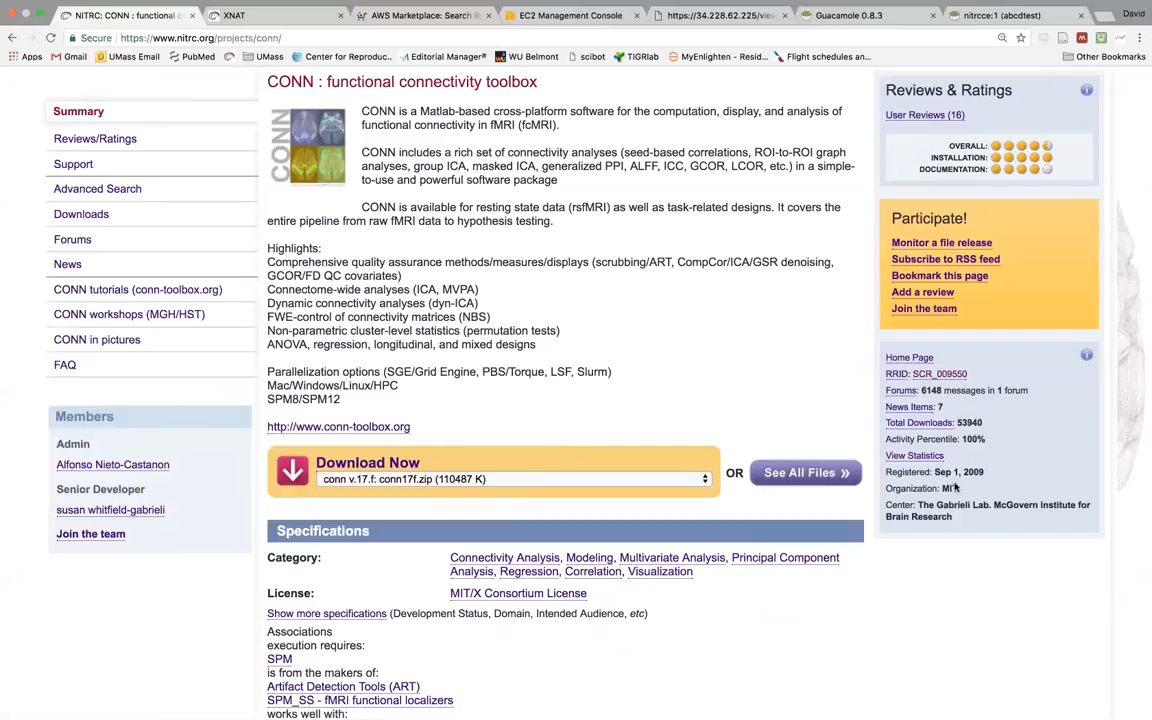 NITRC: CONN : functional c
XNAT
AWS Marketplace: Search R
EC2 Management Console
https://34.228.62.225/view
Guacamole 0.8.3
nitrcce:1 (abcdtest)
David
Secure
https://www.nitrc.org/projects/conn/
Apps
Gmail
UMass Email
PubMed
UMass
Center for Reproduc..
Editorial Manager®
WU Belmont
scibot
TIGRlab
MyEnlighten - Resid...
Flight schedules an...
Other Bookmarks
Summary
Reviews/Ratings
Support
Advanced Search
Downloads
Forums
News
CONN tutorials (conn-toolbox.org)
CONN workshops (MGH/HST)
CONN in pictures
FAQ
Members
Admin
Alfonso Nieto-Castanon
Senior Developer
susan whitfield-gabrieli
Join the team
CONN : functional connectivity toolbox
CONN
CONN is a Matlab-based cross-platform software for the computation, display, and analysis of
functional connectivity in fMRI (fcMRI).
CONN includes a rich set of connectivity analyses (seed-based correlations, ROI-to-ROI graph
analyses, group ICA, masked ICA, generalized PPI, ALFF, ICC, GCOR, LCOR, etc.) in a simple-
to-use and powerful software package
CONN is available for resting state data (rsfMRI) as well as task-related designs. It covers the
entire pipeline from raw fMRI data to hypothesis testing.
Highlights:
Comprehensive quality assurance methods/measures/displays (scrubbing/ART, CompCor/ICA/GSR denoising,
GCOR/FD QC covariates)
Connectome-wide analyses (ICA, MVPA)
Dynamic connectivity analyses (dyn-ICA)
FWE-control of connectivity matrices (NBS)
Non-parametric cluster-level statistics (permutation tests)
ANOVA, regression, longitudinal, and mixed designs
Parallelization options (SGE/Grid Engine, PBS/Torque, LSF, Slurm)
Mac/Windows/Linux/HPC
SPM8/SPM12
http://www.conn-toolbox.org
Download Now
conn v.17.f: conn17f.zip (110487 K)
OR
See All Files »
Specifications
Category: Connectivity Analysis, Modeling, Multivariate Analysis, Principal Component
Analysis, Regression, Correlation, Visualization
License: MIT/X Consortium License
Show more specifications (Development Status, Domain, Intended Audience, etc)
Associations
execution requires:
SPM
is from the makers of:
Artifact Detection Tools (ART)
SPM_SS - fMRI functional localizers
works well with:
Reviews & Ratings
User Reviews (16)
OVERALL:
INSTALLATION:
DOCUMENTATION:
Participate!
Monitor a file release
Subscribe to RSS feed
Bookmark this page
Add a review
Join the team
Home Page
RRID: SCR_009550
Forums: 6148 messages in 1 forum
News Items: 7
Total Downloads: 53940
Activity Percentile: 100%
View Statistics
Registered: Sep 1, 2009
Organization: MIT
Center: The Gabrieli Lab. McGovern Institute for
Brain Research